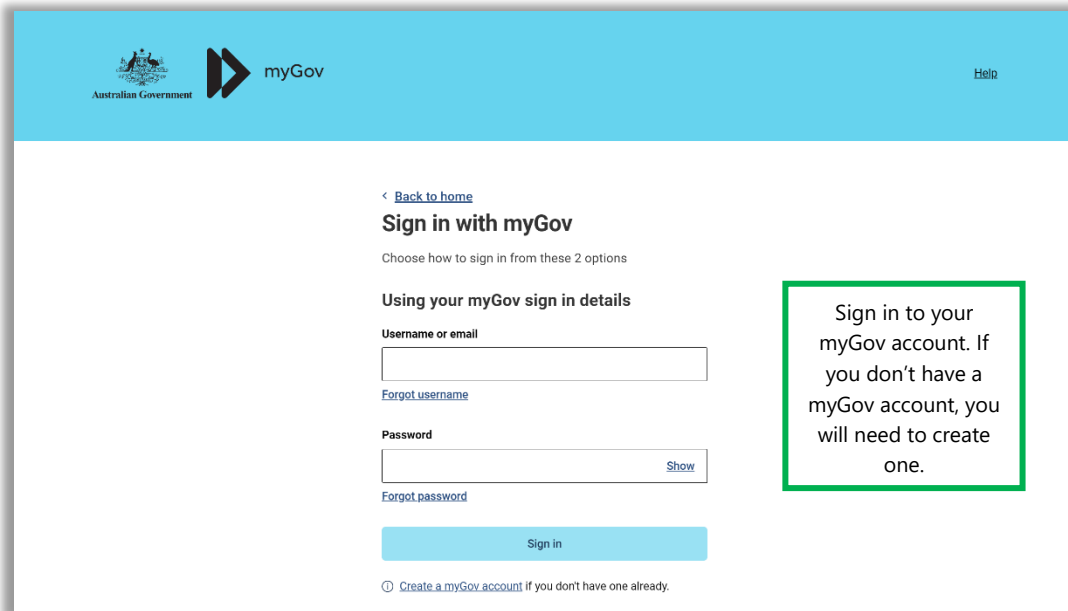 Australian Government
myGov
Help
< Back to home
Sign in with myGov
Choose how to sign in from these 2 options
Using your myGov sign in details
Username or email
Forgot username
Password
Show
Forgot password
Sign in
Create a myGov account if you don't have one already.
Sign in to your
myGov account. If
you don’t have a
myGov account, you
will need to create
one.